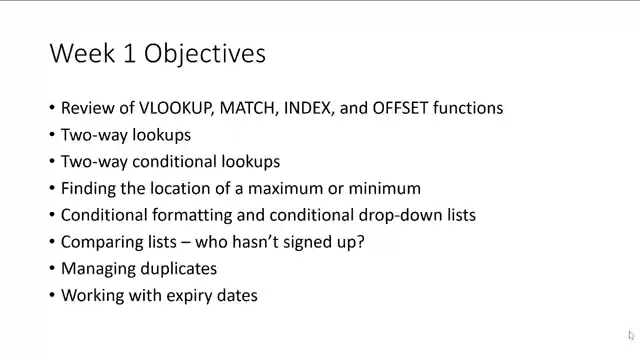 Week 1 Objectives
• Review of VLOOKUP, MATCH, INDEX, and OFFSET functions
• Two-way lookups
• Two-way conditional lookups
• Finding the location of a maximum or minimum
• Conditional formatting and conditional drop-down lists
• Comparing lists – who hasn't signed up?
• Managing duplicates
• Working with expiry dates